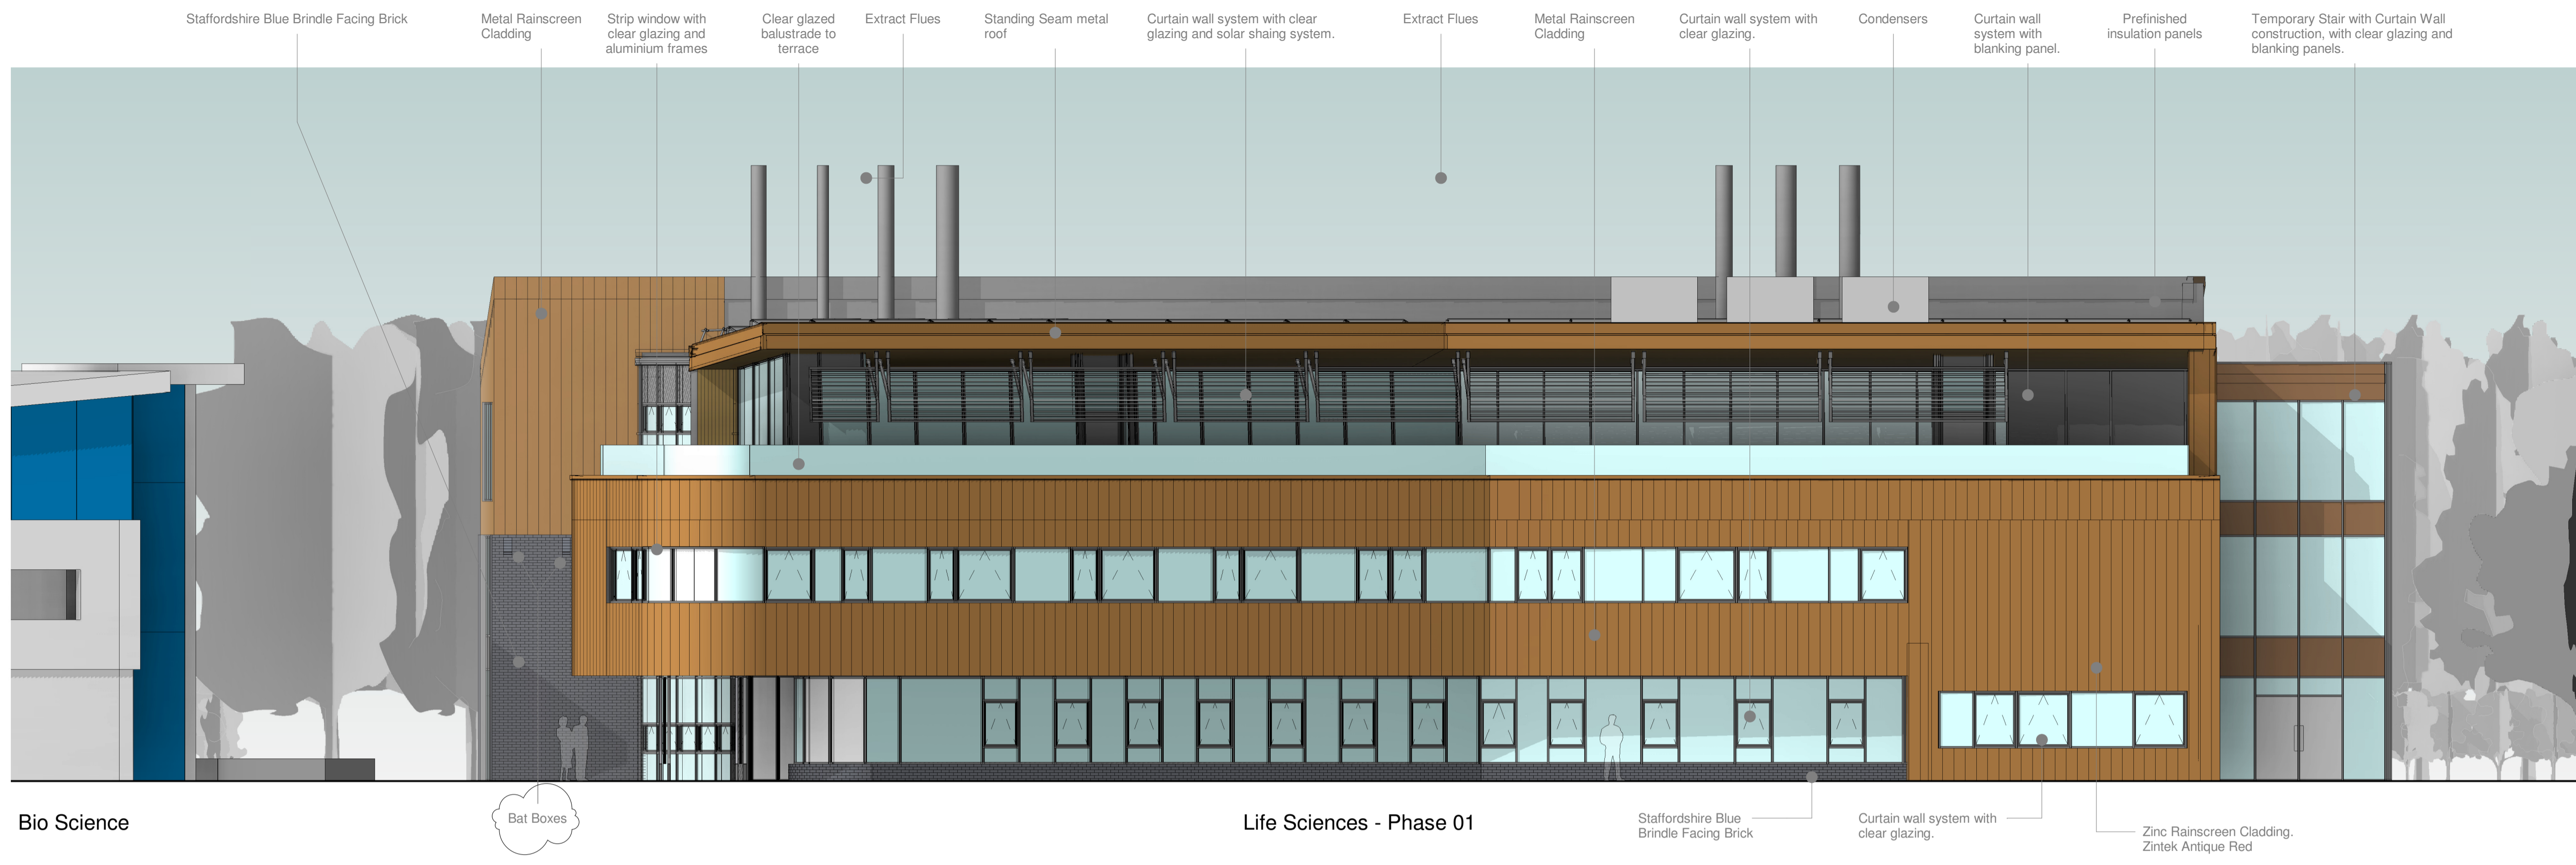 Staffordshire Blue Brindle Facing Brick
Metal Rainscreen
Cladding
Strip window with
clear glazing and
aluminium frames
Clear glazed
balustrade to
terrace
Extract Flues
Standing Seam metal
roof
Curtain wall system with clear
glazing and solar shaing system.
Extract Flues
Metal Rainscreen
Cladding
Curtain wall system with
clear glazing.
Condensers
Curtain wall
system with
blanking panel.
Prefinished
insulation panels
Temporary Stair with Curtain Wall
construction, with clear glazing and
blanking panels.
Bio Science
Bat Boxes
Life Sciences - Phase 01
Staffordshire Blue
Brindle Facing Brick
Curtain wall system with
clear glazing.
Zinc Rainscreen Cladding.
Zintek Antique Red